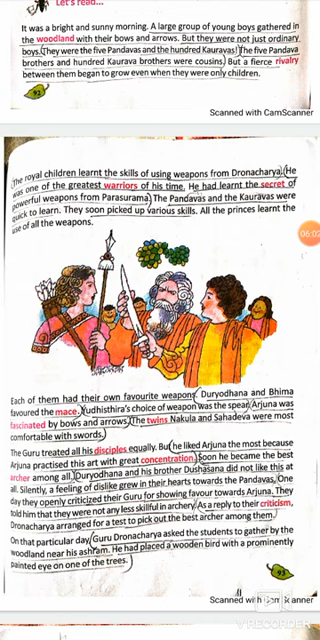 Let's read...
It was a bright and sunny morning. A large group of young boys gathered in
the woodland with their bows and arrows. But they were not just ordinary
boys. They were the five Pandavas and the hundred Kauravas! The five Pandava
brothers and hundred Kaurava brothers were cousins. But a fierce rivalry
between them began to grow even when they were only children.
92
Scanned with CamScanner
The royal children learnt the skills of using weapons from Dronacharya. He
was one of the greatest warriors of his time. He had learnt the secret of
powerful weapons from Parasurama. The Pandavas and the Kauravas were
quick to learn. They soon picked up various skills. All the princes learnt the
use of all the weapons.
06:02
Each of them had their own favourite weapons. Duryodhana and Bhima
favoured the mace. Yudhisthira's choice of weapon was the spear. Arjuna was
fascinated by bows and arrows. The twins Nakula and Sahadeva were most
comfortable with swords.
The Guru treated all his disciples equally. But he liked Arjuna the most because
Arjuna practised this art with great concentration. Soon he became the best
archer among all. Duryodhana and his brother Dushasana did not like this at
all. Silently, a feeling of dislike grew in their hearts towards the Pandavas. One
day they openly criticized their Guru for showing favour towards Arjuna. They
told him that they were not any less skillful in archery. As a reply to their criticism,
Dronacharya arranged for a test to pick out the best archer among them.
On that particular day, Guru Dronacharya asked the students to gather by the
woodland near his ashram. He had placed a wooden bird with a prominently
painted eye on one of the trees.
93
Scanned with CamScanner
RECORDER